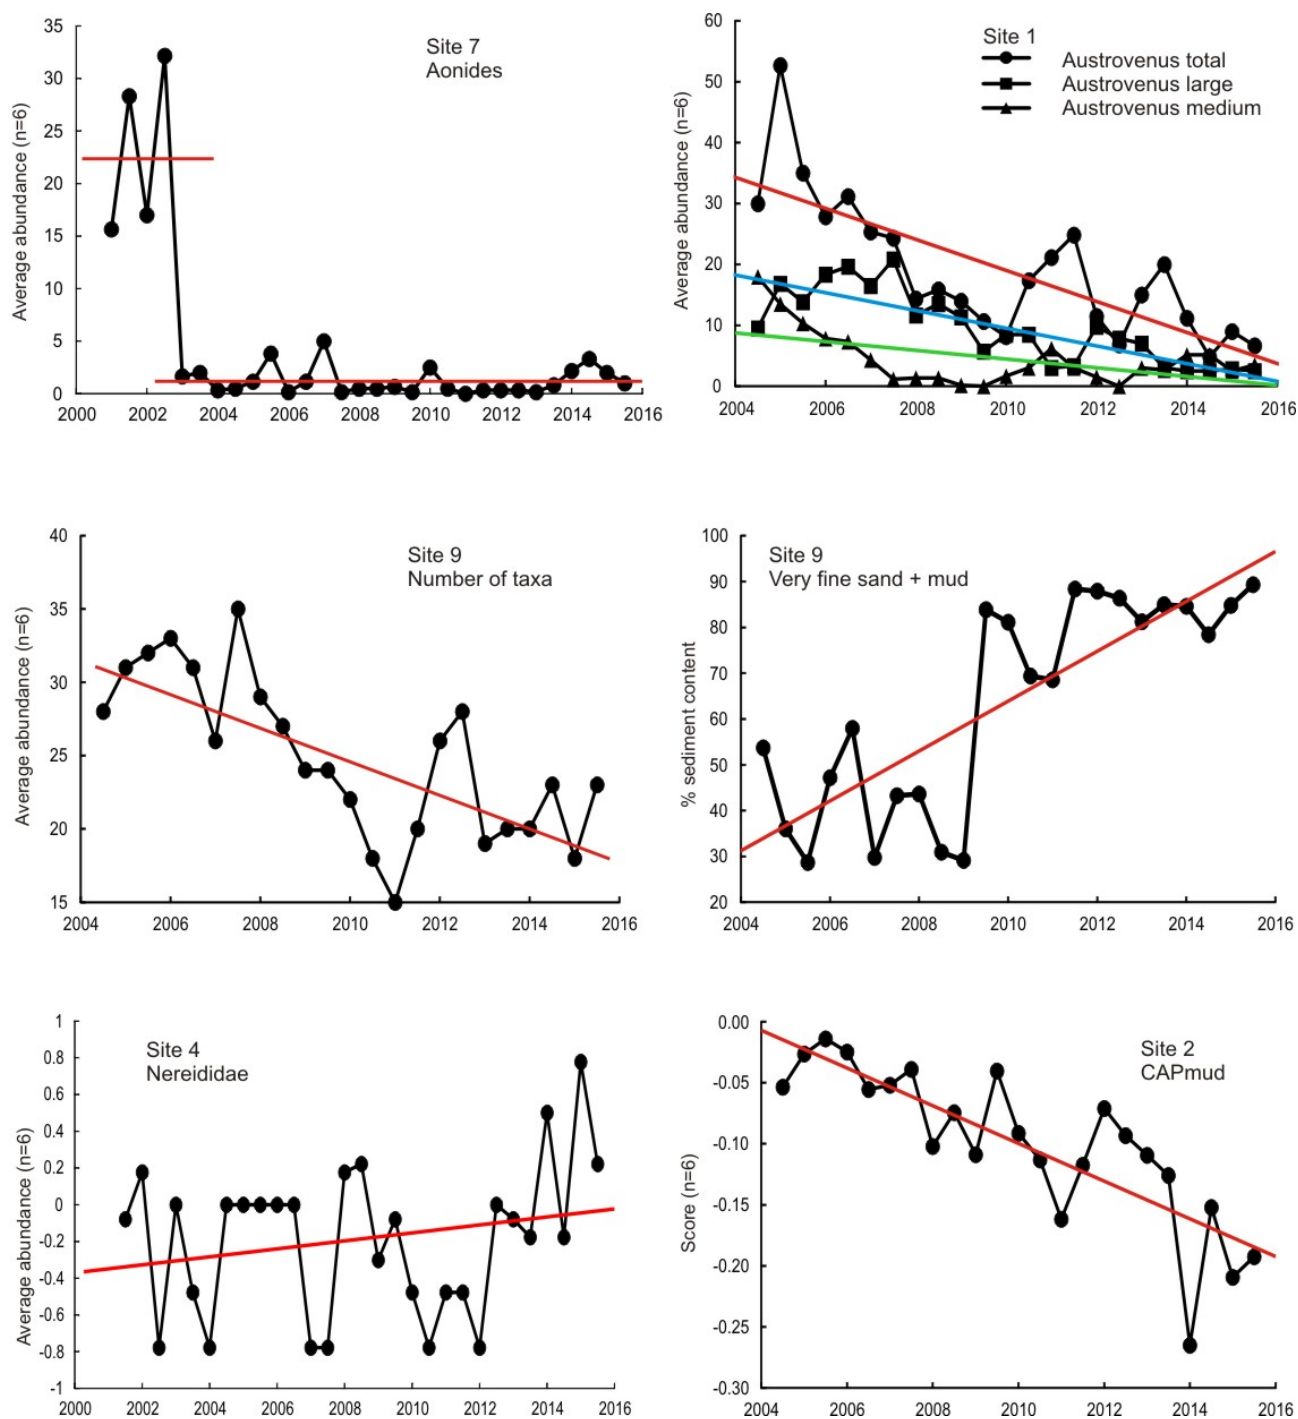 Site 7
Aonides
Average abundance (n=6)
35
30
25
20
15
10
5
0
2000 2002 2004 2006 2008 2010 2012 2014 2016
Site 1
Austrovenus total
Austrovenus large
Austrovenus medium
Average abundance (n=6)
60
50
40
30
20
10
0
2004 2006 2008 2010 2012 2014 2016
Site 9
Number of taxa
Average abundance (n=6)
40
35
30
25
20
15
2004 2006 2008 2010 2012 2014 2016
Site 9
Very fine sand + mud
% sediment content
100
90
80
70
60
50
40
30
20
2004 2006 2008 2010 2012 2014 2016
Site 4
Nereididae
Average abundance (n=6)
1
0.8
0.6
0.4
0.2
0
-0.2
-0.4
-0.6
-0.8
-1
2000 2002 2004 2006 2008 2010 2012 2014 2016
Site 2
CAPmud
Score (n=6)
0.00
-0.05
-0.10
-0.15
-0.20
-0.25
-0.30
2004 2006 2008 2010 2012 2014 2016